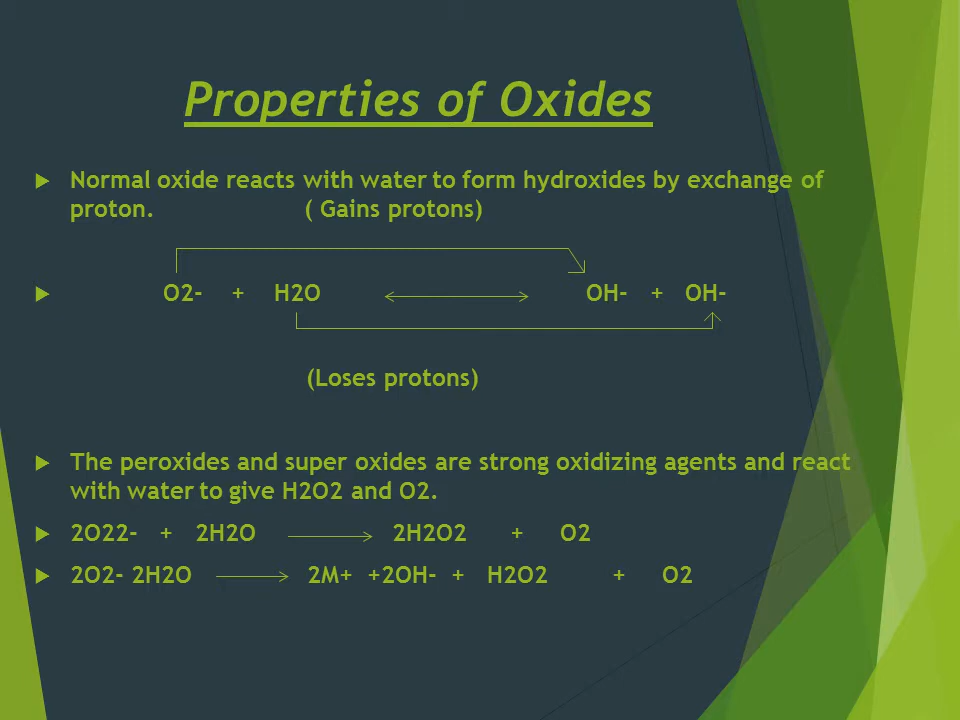 Properties of Oxides
Normal oxide reacts with water to form hydroxides by exchange of
proton. ( Gains protons)
O2- + H2O OH- + OH-
(Loses protons)
The peroxides and super oxides are strong oxidizing agents and react
with water to give H2O2 and O2.
2O22- + 2H2O 2H2O2 + O2
2O2- 2H2O 2M+ +2OH- + H2O2 + O2